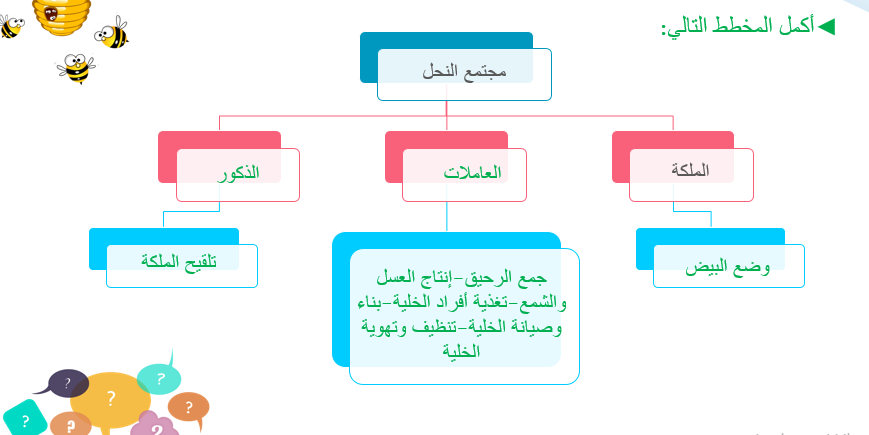 ◄أكمل المخطط التالي:
مجتمع النحل
الملكة
العاملات
الذكور
وضع البيض
جمع الرحيق-إنتاج العسل
والشمع-تغذية أفراد الخلية-بناء
وصيانة الخلية-تنظيف وتهوية
الخلية
تلقيح الملكة
?
?
?
?
?
?
?